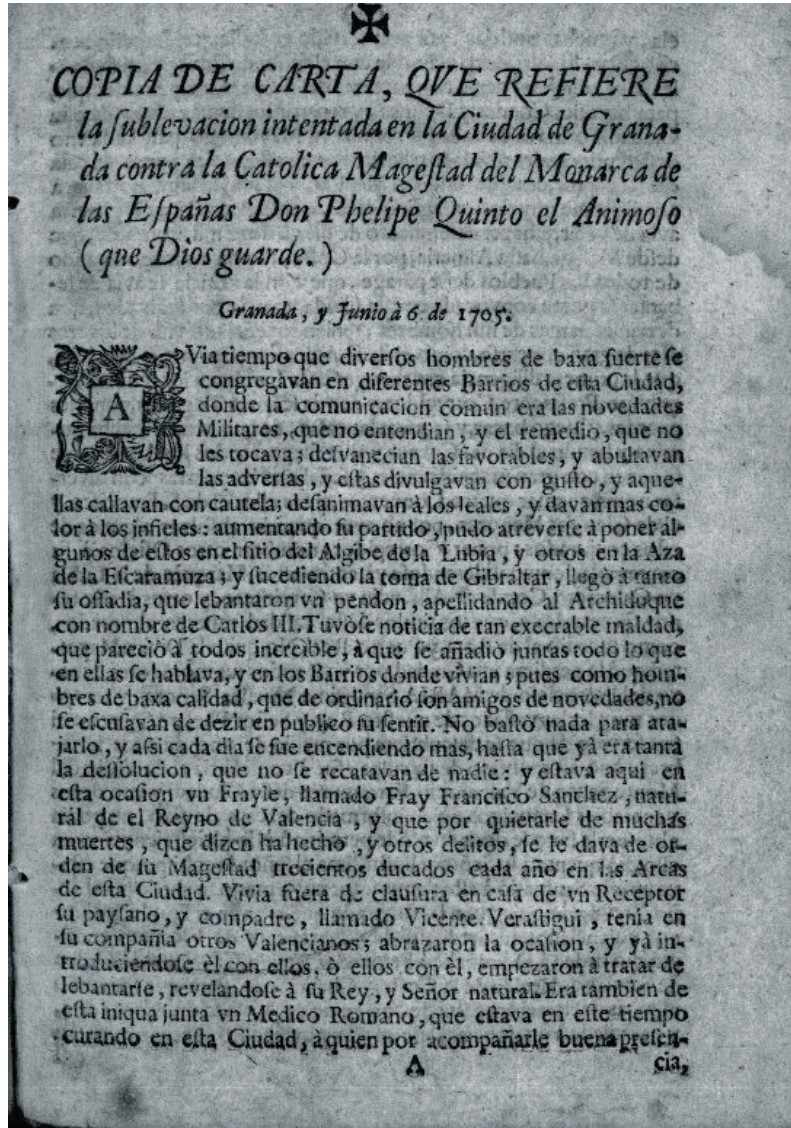 COPIA DE CARTA, QVE REFIERE
la ſublevacion intentada en la Ciudad de Grana-
da contra la Catolica Mageſtad del Monarca de
las Eſpañas Don Phelipe Quinto el Animoſo
(que Dios guarde.)
Granada, y Junio à 6 de 1705.
AVia tiempo que diverſos hombres de baxa ſuerte ſe
congregavan en diferentes Barrios de eſta Ciudad,
donde la comunicacion común era las novedades
Militares, que no entendian, y el remedio, que no
les tocava; deſvanecian las favorables, y abultavan
las adverſas, y eſtas divulgavan con guſto, y aque-
llas callavan con cautela; deſanimavan à los leales, y davan mas co-
lor à los infieles: aumentando ſu partido, pudo atreverſe à poner al-
gunos de eſtos en el ſitio del Algibe de la Lubia, y otros en la Aza
de la Eſcaramuza; y ſucediendo la toma de Gibraltar, llegò à tanto
ſu oſſadia, que lebantaron vn pendon, apellidando al Archiduque
con nombre de Carlos III. Tuvòſe noticia de tan execrable maldad,
que pareciò à todos increible, à que ſe añadiò juntas todo lo que
en ellas ſe hablava, y en los Barrios donde vivian; pues como hom-
bres de baxa calidad, que de ordinario ſon amigos de novedades, no
ſe eſcuſavan de dezir en publico ſu ſentir. No baſtò nada para ata-
jarlo, y aſsi cada dia ſe fue encendiendo mas, haſta que yà era tanta
la deſſolucion, que no ſe recatavan de nadie: y eſtava aqui en
eſta ocaſion vn Frayle, llamado Fray Franciſco Sanchez, natu-
ràl de el Reyno de Valencia, y que por quietarle de muchas
muertes, que dizen ha hecho, y otros delitos, ſe le dava de or-
den de ſu Mageſtad trecientos ducados cada año en las Arcas
de eſta Ciudad. Vivia fuera de clauſura en caſa de vn Receptor
ſu payſano, y compadre, llamado Vicente Veraſtigui, tenia en
ſu compañia otros Valencianos; abrazaron la ocaſion, y yà in-
troduciendoſe èl con ellos, ò ellos con èl, empezaron à tratar de
lebantarſe, revelandoſe à ſu Rey, y Señor natural. Era tambien de
eſta iniqua junta vn Medico Romano, que eſtava en eſte tiempo
curando en eſta Ciudad, à quien por acompañarle buena preſen-
A cia,